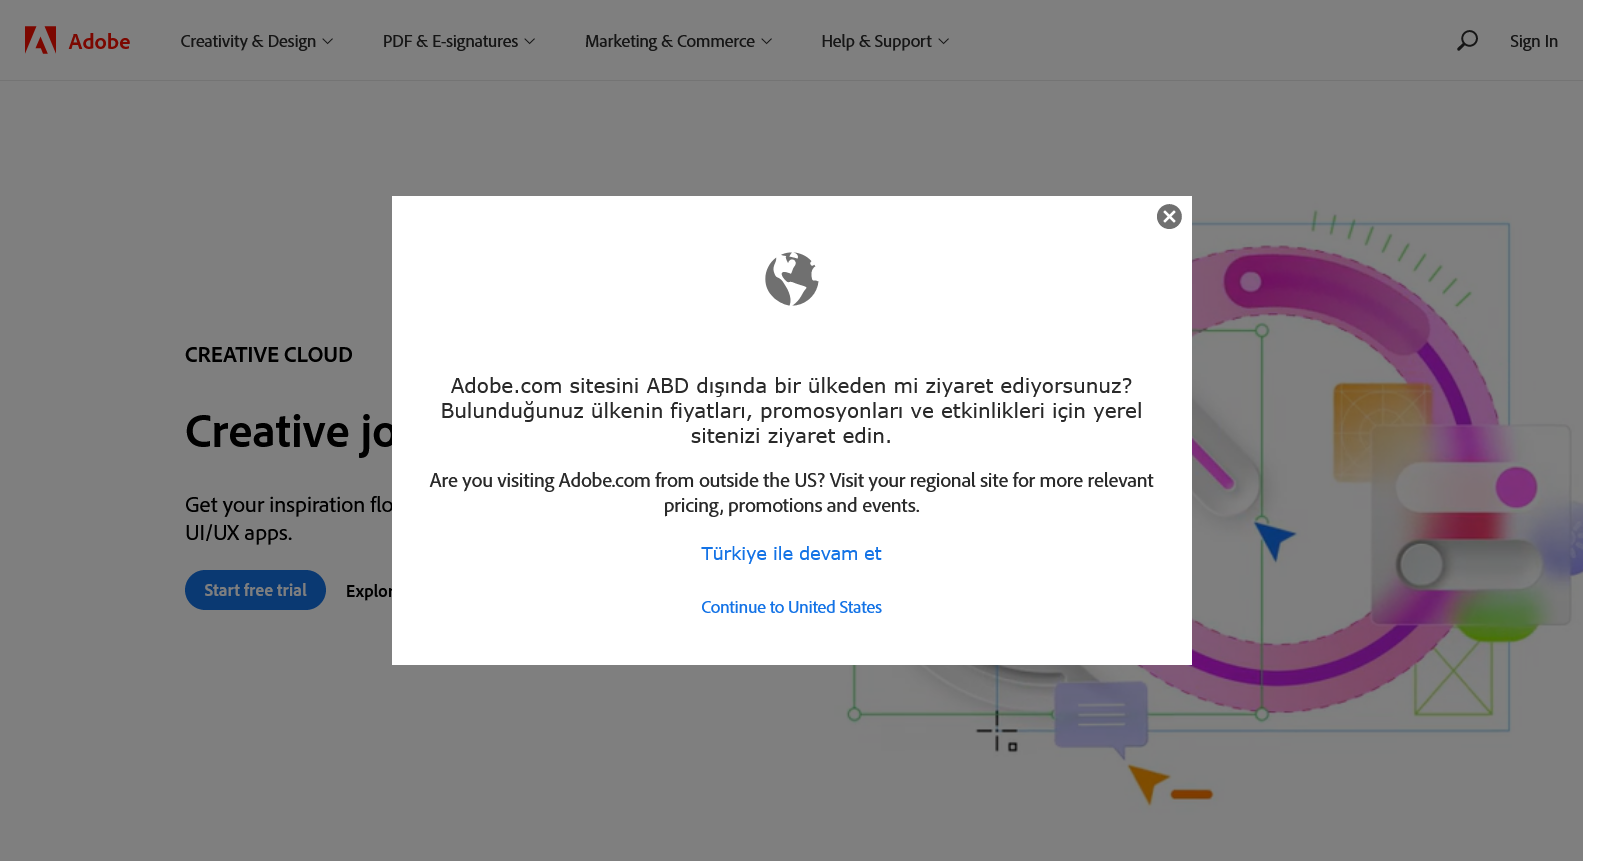 Adobe
Creativity & Design
PDF & E-signatures
Marketing & Commerce
Help & Support
Sign In
CREATIVE CLOUD
Creative jo
Get your inspiration flo
UI/UX apps.
Start free trial
Explor
Adobe.com sitesini ABD dışında bir ülkeden mi ziyaret ediyorsunuz?
Bulunduğunuz ülkenin fiyatları, promosyonları ve etkinlikleri için yerel
sitenizi ziyaret edin.
Are you visiting Adobe.com from outside the US? Visit your regional site for more relevant
pricing, promotions and events.
Türkiye ile devam et
Continue to United States